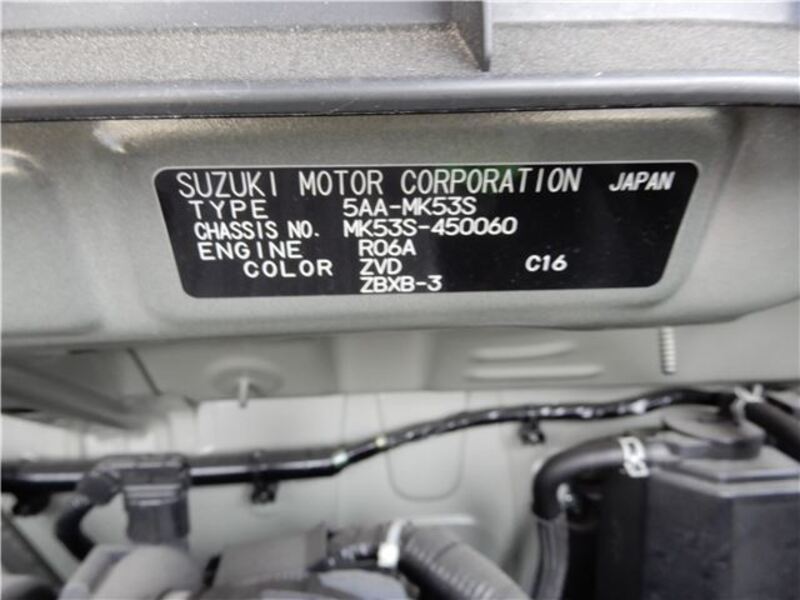 SUZUKI MOTOR CORPORATION JAPAN
TYPE 5AA-MK53S
CHASSIS NO. MK53S-450060
ENGINE R06A
COLOR ZVD C16
ZBXB-3